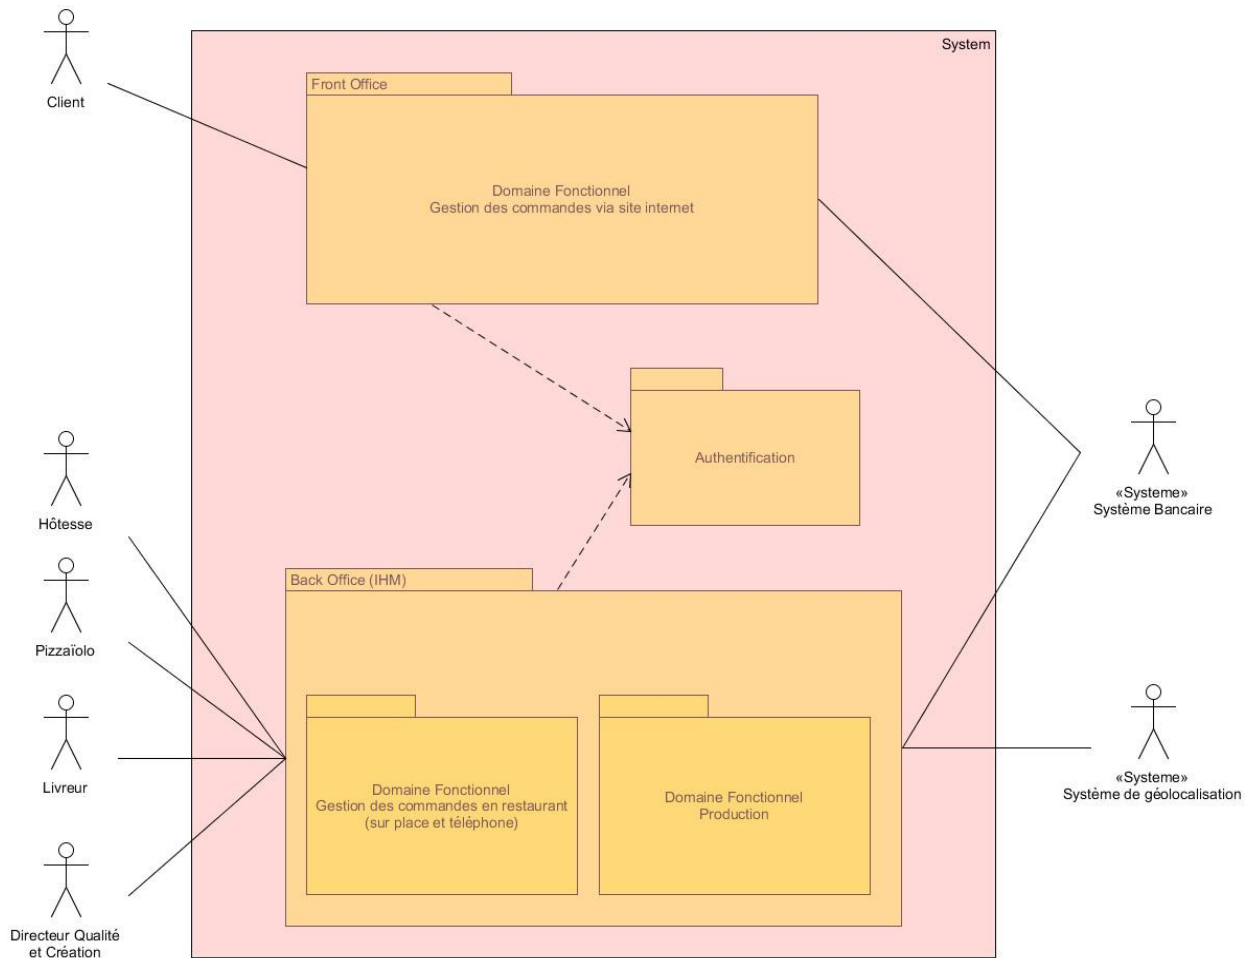 System
Client
Front Office
Domaine Fonctionnel
Gestion des commandes via site internet
Authentification
«Systeme»
Système Bancaire
Hôtesse
Pizzaïolo
Livreur
Directeur Qualité
et Création
Back Office (IHM)
Domaine Fonctionnel
Gestion des commandes en restaurant
(sur place et téléphone)
Domaine Fonctionnel
Production
«Systeme»
Système de géolocalisation